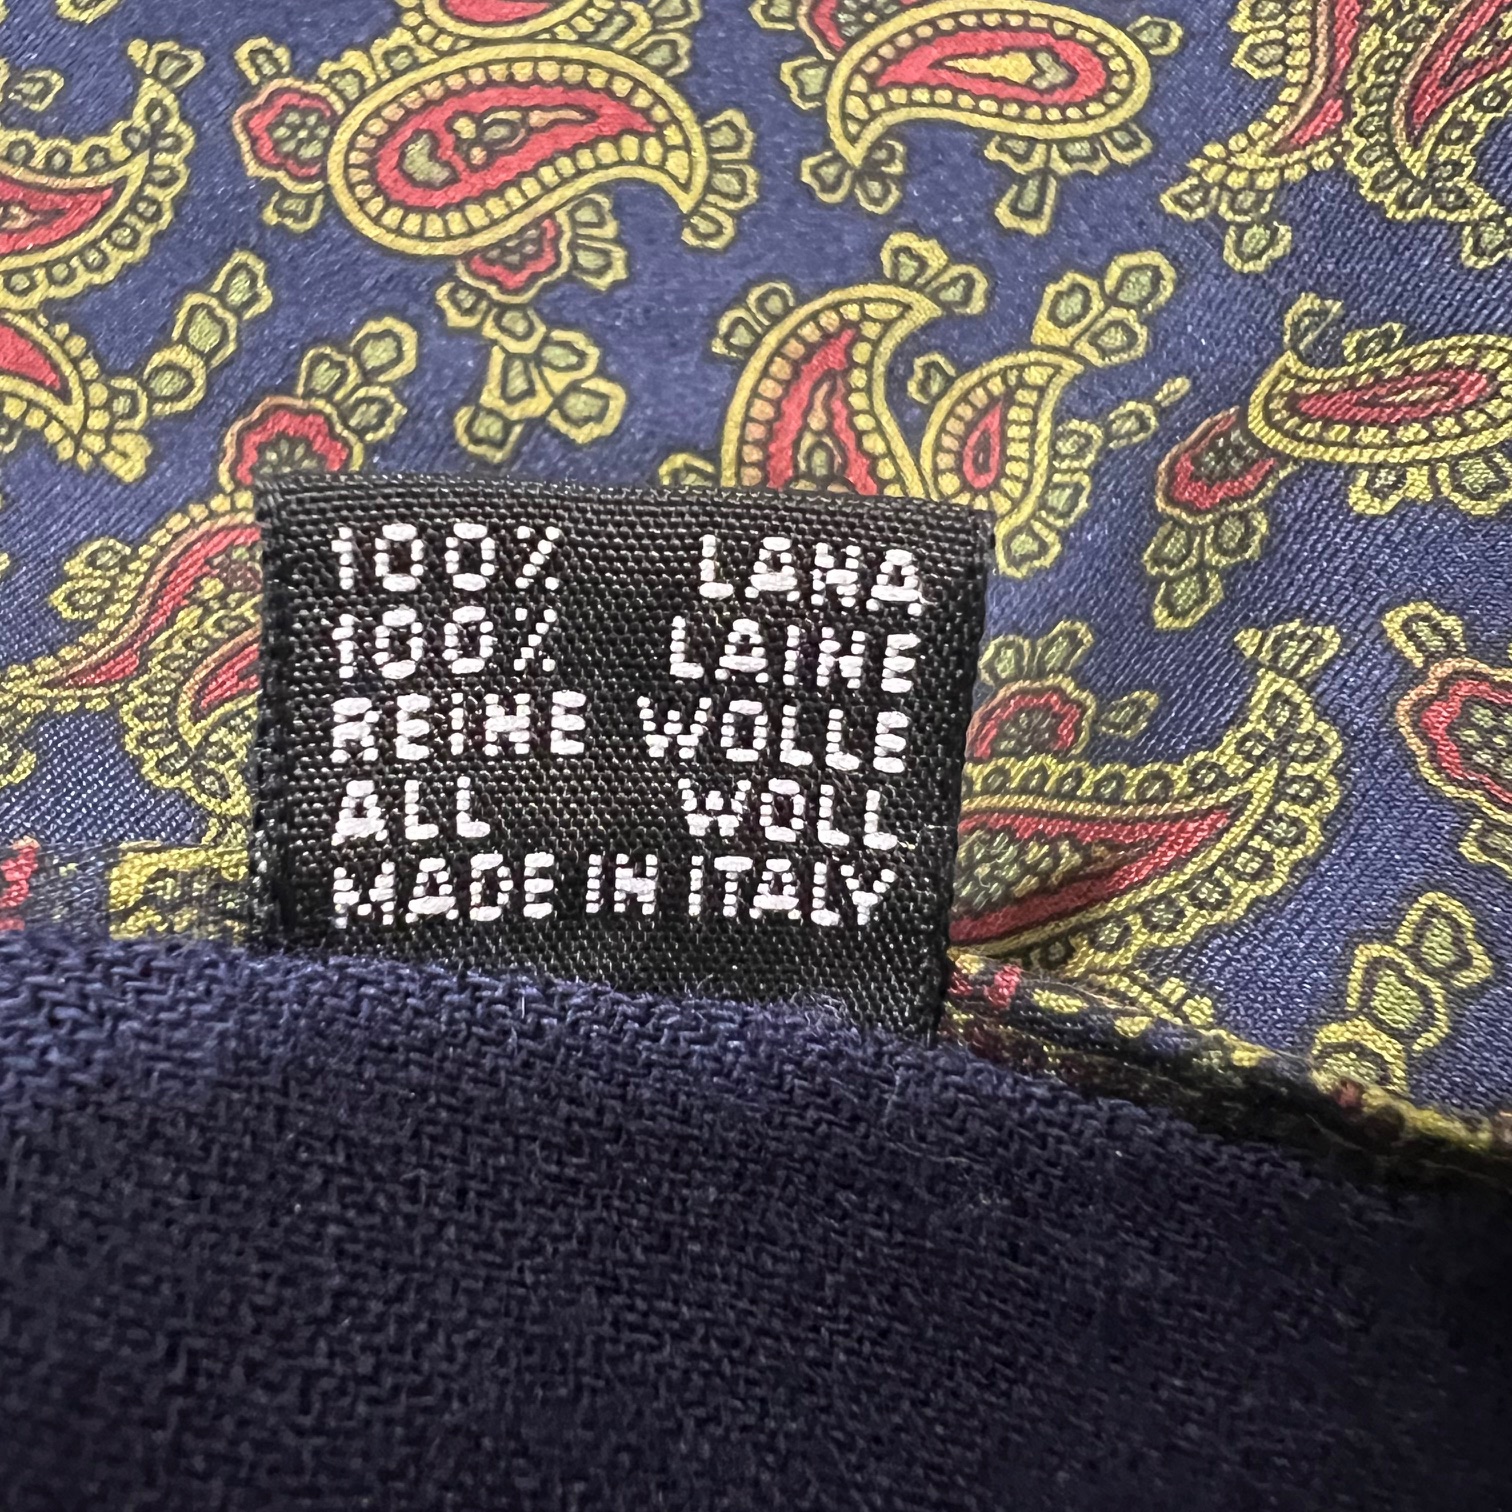 100% LANA
100% LAINE
REINE WOLLE
ALL WOLL
MADE IN ITALY